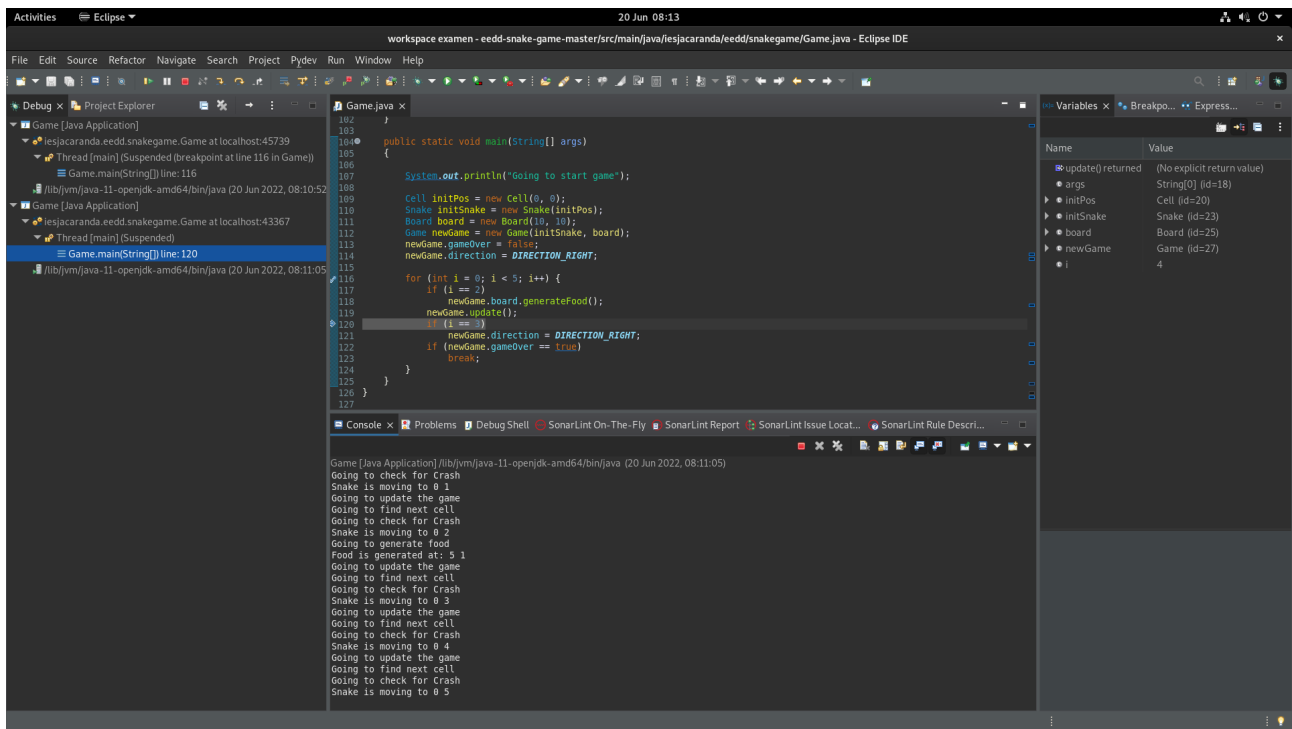 Activities Eclipse 20 Jun 08:13
workspace examen - eedd-snake-game-master/src/main/java/iesjacaranda/eedd/snakegame/Game.java - Eclipse IDE
File Edit Source Refactor Navigate Search Project Pydev Run Window Help
Debug Project Explorer
Game [Java Application]
iesjacaranda.eedd.snakegame.Game at localhost:45739
Thread [main] (Suspended (breakpoint at line 116 in Game))
Game.main(String[]) line: 116
/lib/jvm/java-11-openjdk-amd64/bin/java (20 Jun 2022, 08:10:52
Game [Java Application]
iesjacaranda.eedd.snakegame.Game at localhost:43367
Thread [main] (Suspended)
Game.main(String[]) line: 120
/lib/jvm/java-11-openjdk-amd64/bin/java (20 Jun 2022, 08:11:05
Game.java
102 }
103
104 public static void main(String[] args)
105 {
106
107 System.out.println("Going to start game");
108
109 Cell initPos = new Cell(0, 0);
110 Snake initSnake = new Snake(initPos);
111 Board board = new Board(10, 10);
112 Game newGame = new Game(initSnake, board);
113 newGame.gameOver = false;
114 newGame.direction = DIRECTION_RIGHT;
115
116 for (int i = 0; i < 5; i++) {
117 if (i == 2)
118 newGame.board.generateFood();
119 newGame.update();
120 if (i == 3)
121 newGame.direction = DIRECTION_RIGHT;
122 if (newGame.gameOver == true)
123 break;
124 }
125 }
126 }
127
Variables Breakpo... Express...
Name Value
update() returned (No explicit return value)
args String[0] (id=18)
initPos Cell (id=20)
initSnake Snake (id=23)
board Board (id=25)
newGame Game (id=27)
i 4
Console Problems Debug Shell SonarLint On-The-Fly SonarLint Report SonarLint Issue Locat... SonarLint Rule Descri...
Game [Java Application] /lib/jvm/java-11-openjdk-amd64/bin/java (20 Jun 2022, 08:11:05)
Going to check for Crash
Snake is moving to 0 1
Going to update the game
Going to find next cell
Going to check for Crash
Snake is moving to 0 2
Going to generate food
Food is generated at: 5 1
Going to update the game
Going to find next cell
Going to check for Crash
Snake is moving to 0 3
Going to update the game
Going to find next cell
Going to check for Crash
Snake is moving to 0 4
Going to update the game
Going to find next cell
Going to check for Crash
Snake is moving to 0 5